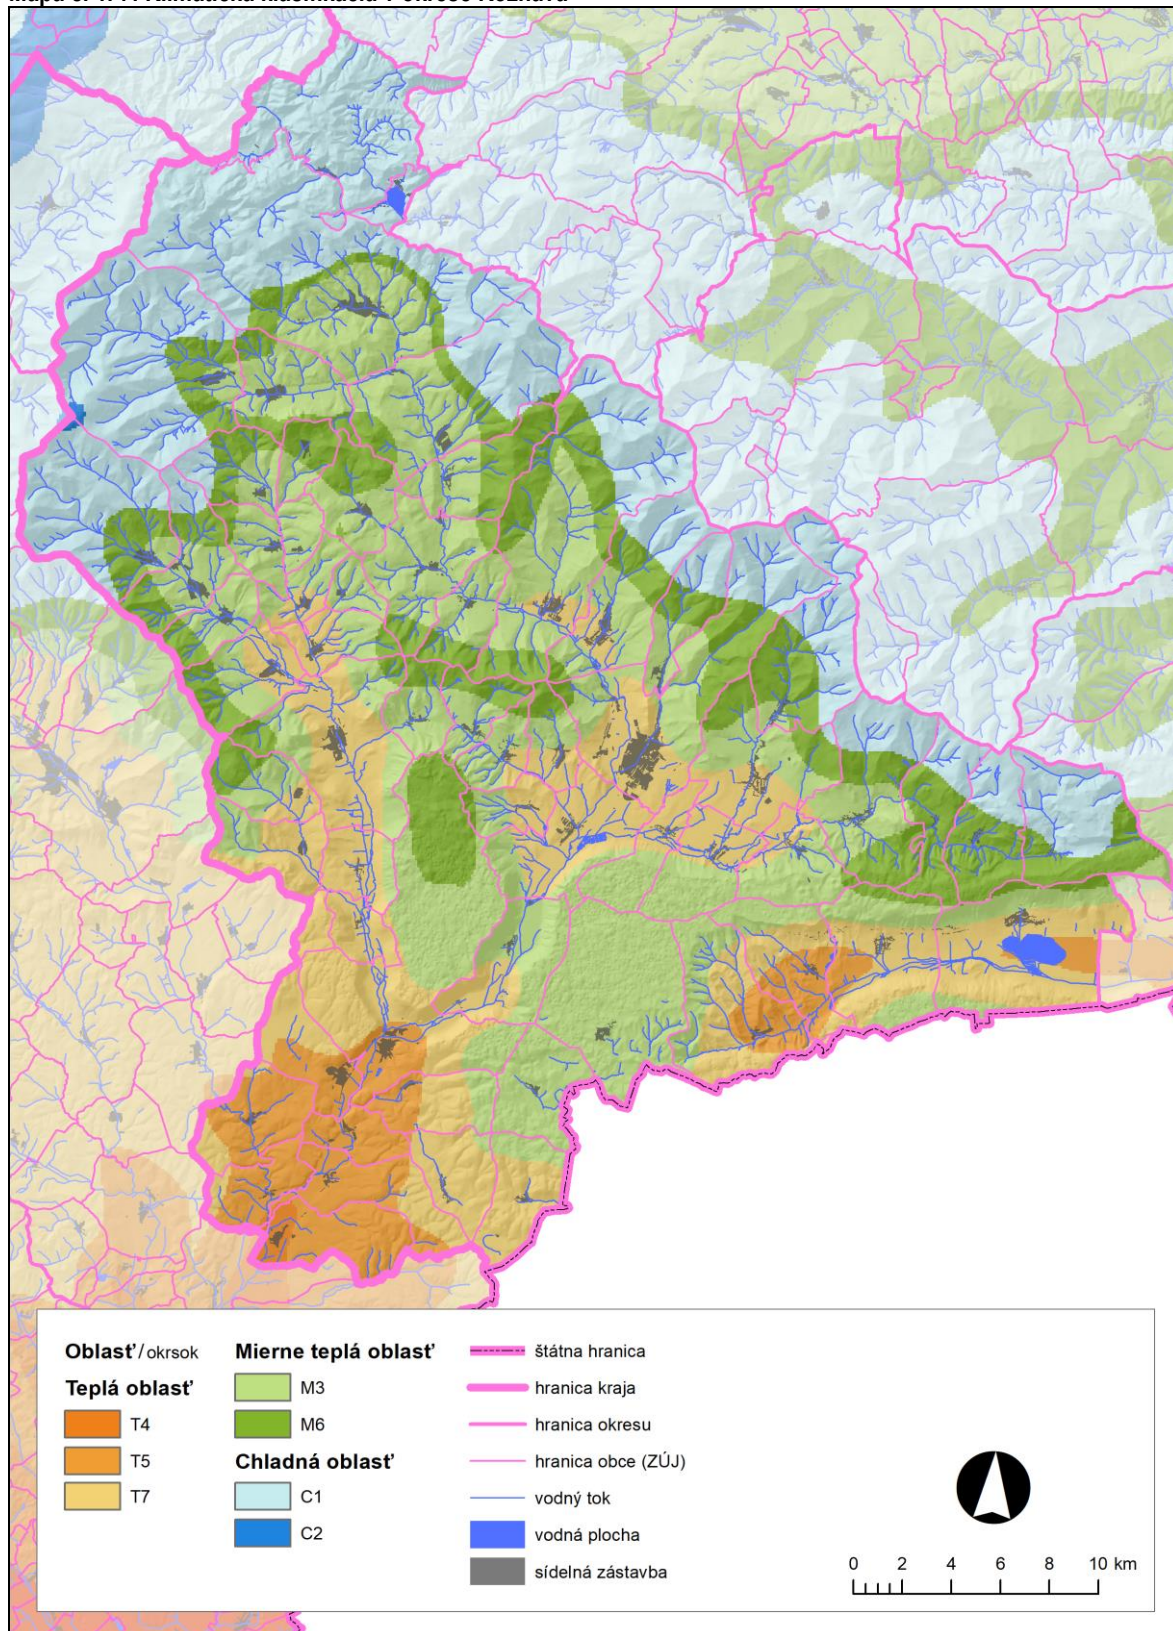 Oblasť/okrsok
Teplá oblasť
T4
T5
T7
Mierne teplá oblasť
M3
M6
Chladná oblasť
C1
C2
štátna hranica
hranica kraja
hranica okresu
hranica obce (ZÚJ)
vodný tok
vodná plocha
sídelná zástavba
0 2 4 6 8 10 km